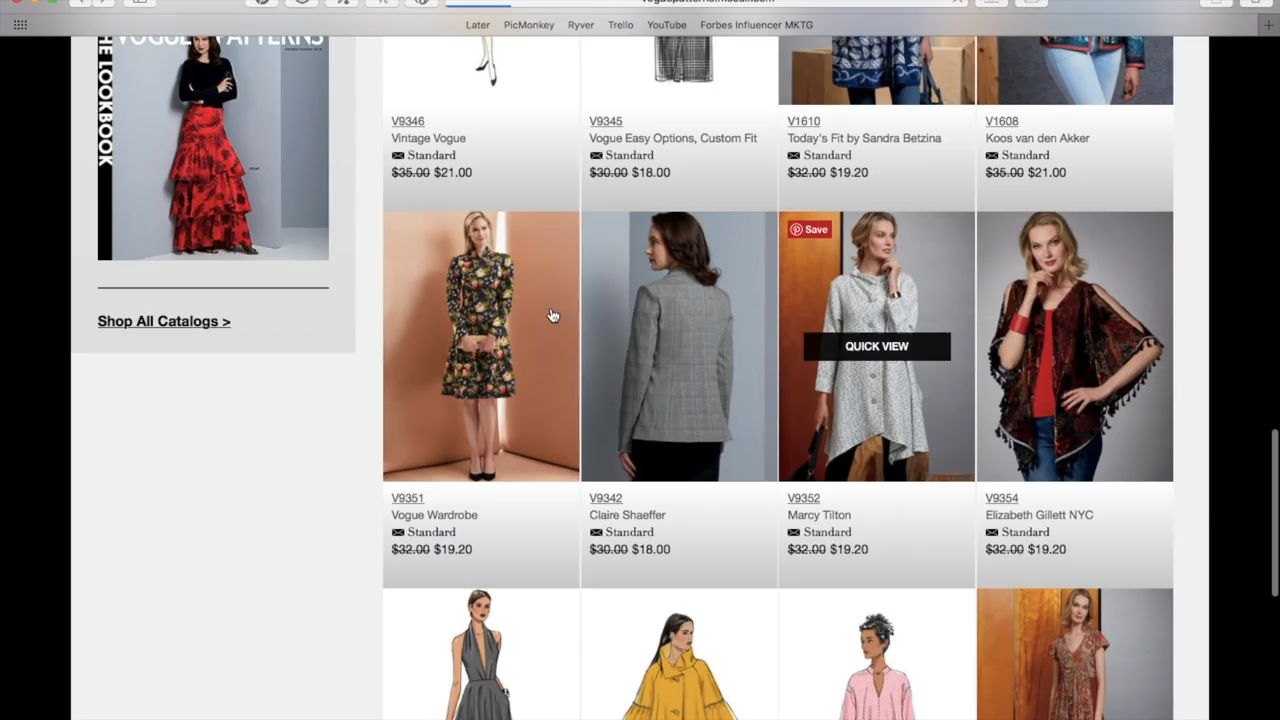 Later PicMonkey Ryver Trello YouTube Forbes Influencer MKTG
VOGUE PATTERNS
THE LOOKBOOK
Shop All Catalogs >
V9346
Vintage Vogue
Standard
$35.00 $21.00
V9345
Vogue Easy Options, Custom Fit
Standard
$30.00 $18.00
V1610
Today's Fit by Sandra Betzina
Standard
$32.00 $19.20
V1608
Koos van den Akker
Standard
$35.00 $21.00
Save
QUICK VIEW
V9351
Vogue Wardrobe
Standard
$32.00 $19.20
V9342
Claire Shaeffer
Standard
$30.00 $18.00
V9352
Marcy Tilton
Standard
$32.00 $19.20
V9354
Elizabeth Gillett NYC
Standard
$32.00 $19.20